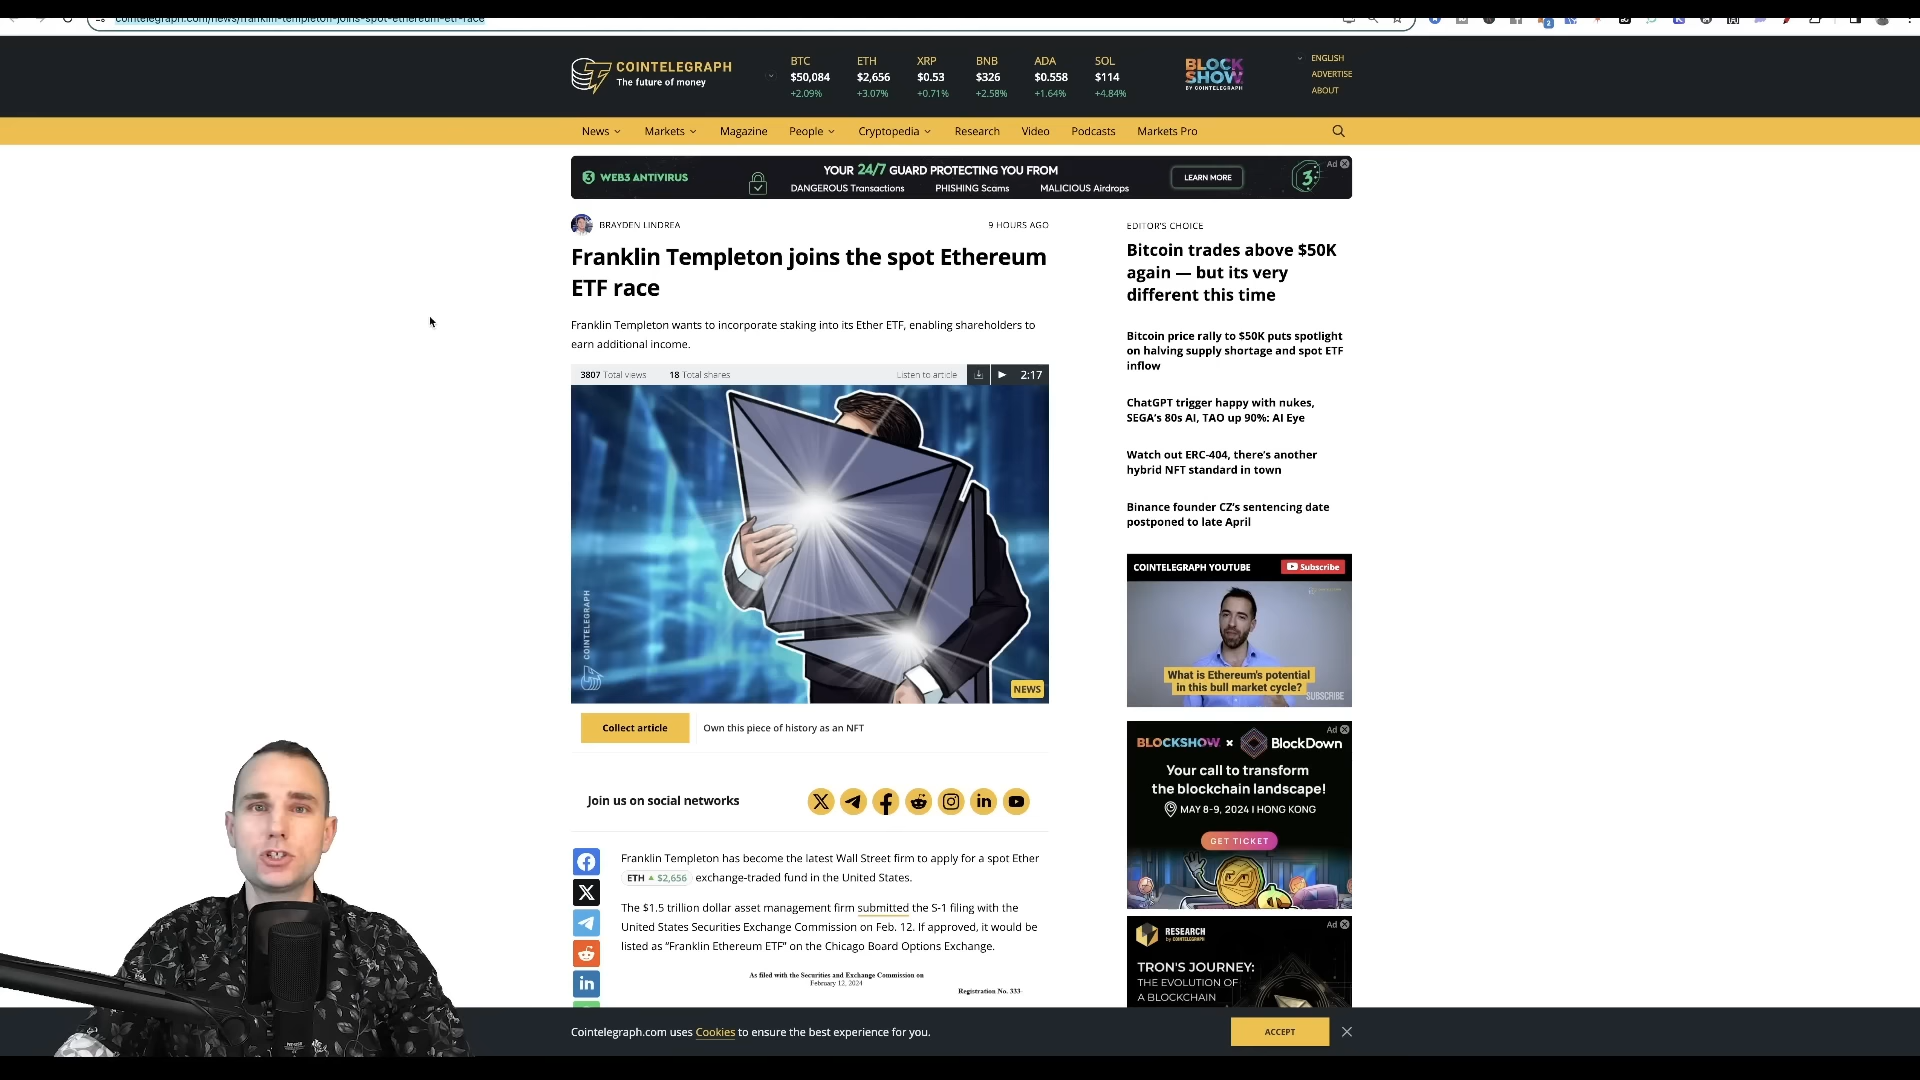 cointelegraph.com/news/franklin-templeton-joins-spot-ethereum-etf-race
COINTELEGRAPH
The future of money
BTC ETH XRP BNB ADA SOL
$50,084 $2,656 $0.53 $326 $0.558 $114
+2.09% +3.07% +0.71% +2.58% +1.64% +4.84%
BLOCK
SHOW
BY COINTELEGRAPH
ENGLISH
ADVERTISE
ABOUT
News Markets Magazine People Cryptopedia Research Video Podcasts Markets Pro
WEB3 ANTIVIRUS
YOUR 24/7 GUARD PROTECTING YOU FROM
DANGEROUS Transactions PHISHING Scams MALICIOUS Airdrops
LEARN MORE
Ad
BRAYDEN LINDREA 9 HOURS AGO
Franklin Templeton joins the spot Ethereum
ETF race
Franklin Templeton wants to incorporate staking into its Ether ETF, enabling shareholders to
earn additional income.
3807 Total views 18 Total shares Listen to article 2:17
COINTELEGRAPH
NEWS
Collect article Own this piece of history as an NFT
Join us on social networks
Franklin Templeton has become the latest Wall Street firm to apply for a spot Ether
ETH $2,656 exchange-traded fund in the United States.
The $1.5 trillion dollar asset management firm submitted the S-1 filing with the
United States Securities Exchange Commission on Feb. 12. If approved, it would be
listed as “Franklin Ethereum ETF” on the Chicago Board Options Exchange.
As filed with the Securities and Exchange Commission on
February 12, 2024
Registration No. 333-
EDITOR'S CHOICE
Bitcoin trades above $50K
again — but its very
different this time
Bitcoin price rally to $50K puts spotlight
on halving supply shortage and spot ETF
inflow
ChatGPT trigger happy with nukes,
SEGA’s 80s AI, TAO up 90%: AI Eye
Watch out ERC-404, there’s another
hybrid NFT standard in town
Binance founder CZ’s sentencing date
postponed to late April
COINTELEGRAPH YOUTUBE Subscribe
What is Ethereum's potential
in this bull market cycle?
SUBSCRIBE
Ad
BLOCKSHOW × BlockDown
Your call to transform
the blockchain landscape!
MAY 8-9, 2024 | HONG KONG
GET TICKET
Ad
RESEARCH
by COINTELEGRAPH
TRON'S JOURNEY:
THE EVOLUTION OF
A BLOCKCHAIN
Cointelegraph.com uses Cookies to ensure the best experience for you.
ACCEPT